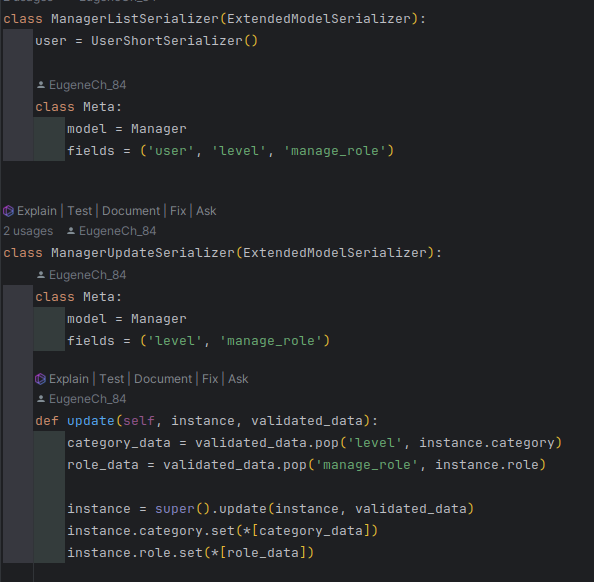 2 usages EugeneCh_84
class ManagerListSerializer(ExtendedModelSerializer):
    user = UserShortSerializer()
EugeneCh_84
    class Meta:
        model = Manager
        fields = ('user', 'level', 'manage_role')
Explain | Test | Document | Fix | Ask
2 usages EugeneCh_84
class ManagerUpdateSerializer(ExtendedModelSerializer):
EugeneCh_84
    class Meta:
        model = Manager
        fields = ('level', 'manage_role')
Explain | Test | Document | Fix | Ask
EugeneCh_84
    def update(self, instance, validated_data):
        category_data = validated_data.pop('level', instance.category)
        role_data = validated_data.pop('manage_role', instance.role)
        instance = super().update(instance, validated_data)
        instance.category.set(*[category_data])
        instance.role.set(*[role_data])